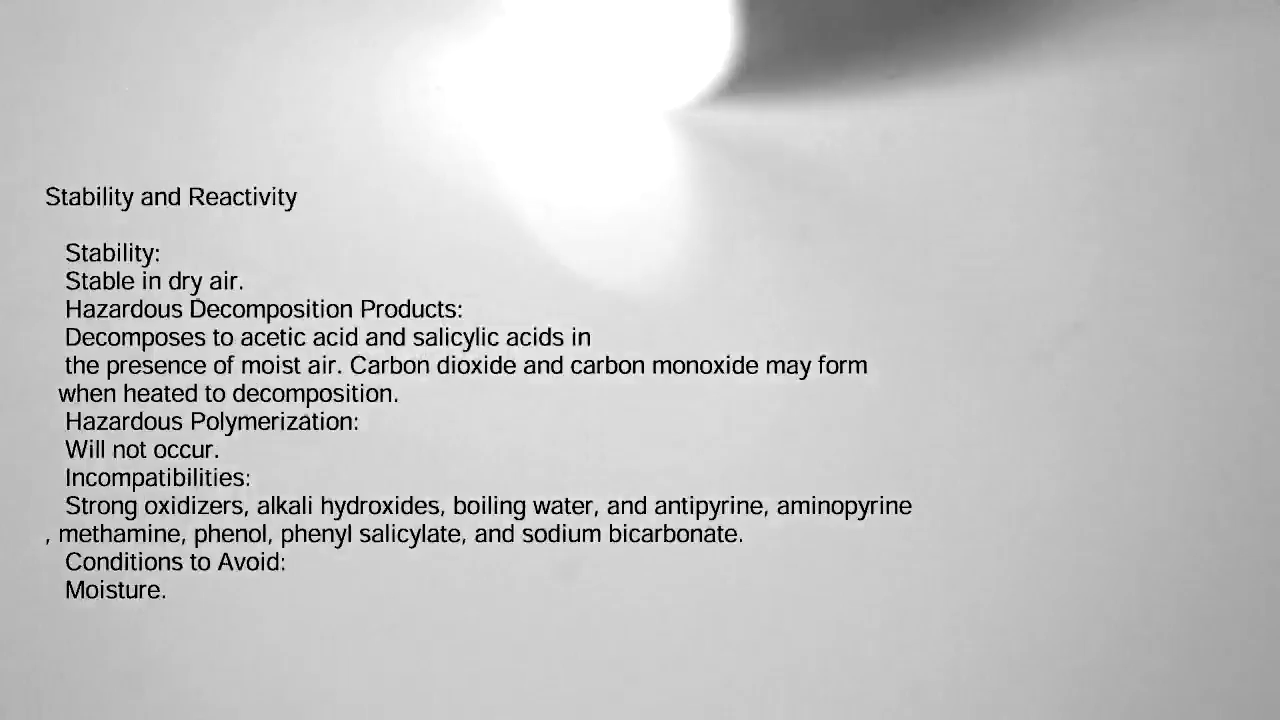 Stability and Reactivity
Stability:
Stable in dry air.
Hazardous Decomposition Products:
Decomposes to acetic acid and salicylic acids in
the presence of moist air. Carbon dioxide and carbon monoxide may form
when heated to decomposition.
Hazardous Polymerization:
Will not occur.
Incompatibilities:
Strong oxidizers, alkali hydroxides, boiling water, and antipyrine, aminopyrine
, methamine, phenol, phenyl salicylate, and sodium bicarbonate.
Conditions to Avoid:
Moisture.